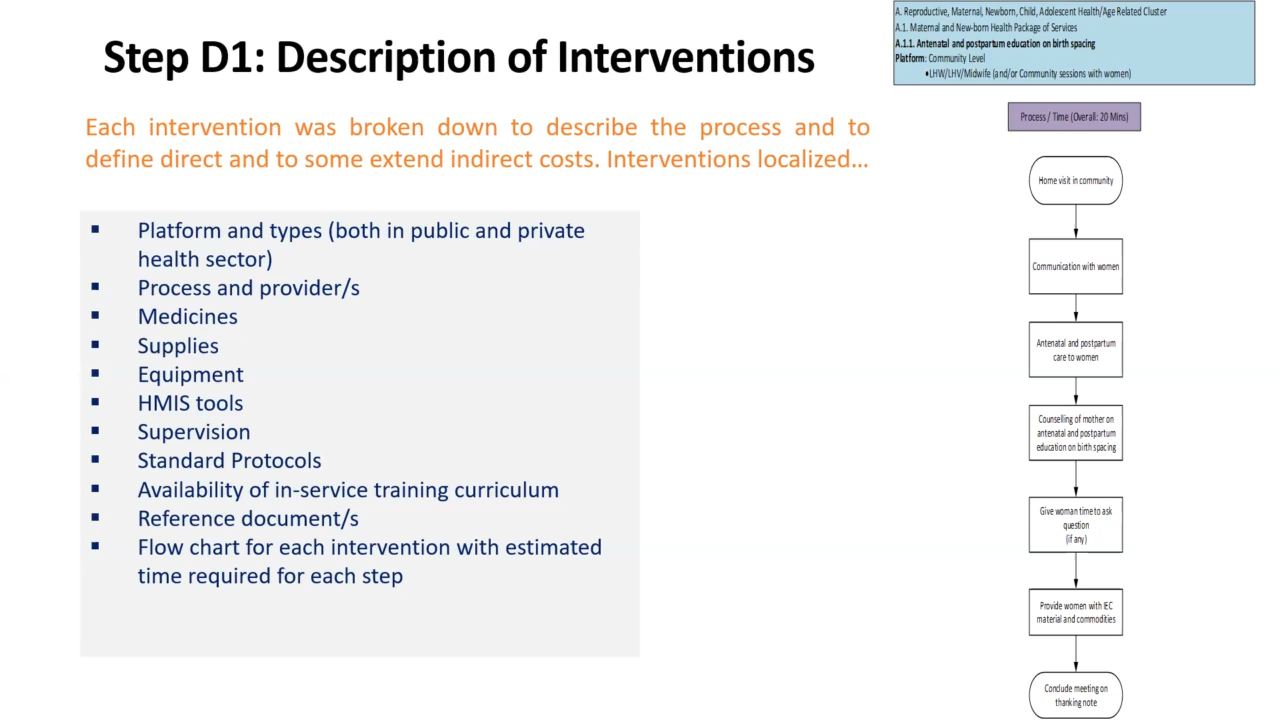 Step D1: Description of Interventions
Each intervention was broken down to describe the process and to
define direct and to some extend indirect costs. Interventions localized…
▪ Platform and types (both in public and private
health sector)
▪ Process and provider/s
▪ Medicines
▪ Supplies
▪ Equipment
▪ HMIS tools
▪ Supervision
▪ Standard Protocols
▪ Availability of in-service training curriculum
▪ Reference document/s
▪ Flow chart for each intervention with estimated
time required for each step
A. Reproductive, Maternal, Newborn, Child, Adolescent Health/Age Related Cluster
A.1. Maternal and New-born Health Package of Services
A.1.1. Antenatal and postpartum education on birth spacing
Platform: Community Level
•LHW/LHV/Midwife (and/or Community sessions with women)
Process / Time (Overall: 20 Mins)
Home visit in community
Communication with women
Antenatal and postpartum
care to women
Counselling of mother on
antenatal and postpartum
education on birth spacing
Give woman time to ask
question
(if any)
Provide women with IEC
material and commodities
Conclude meeting on
thanking note